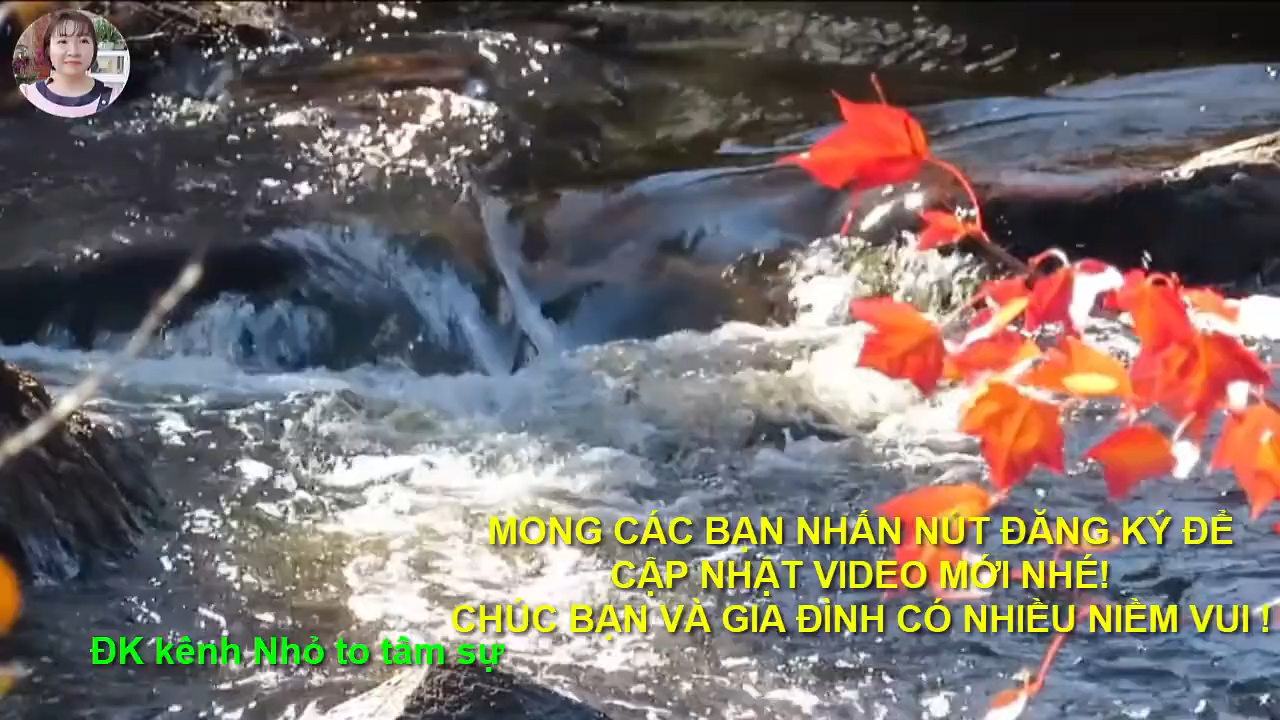 MONG CÁC BẠN NHẤN NÚT ĐĂNG KÝ ĐỂ
CẬP NHẬT VIDEO MỚI NHÉ!
CHÚC BẠN VÀ GIA ĐÌNH CÓ NHIỀU NIỀM VUI !
ĐK kênh Nhỏ to tâm sự